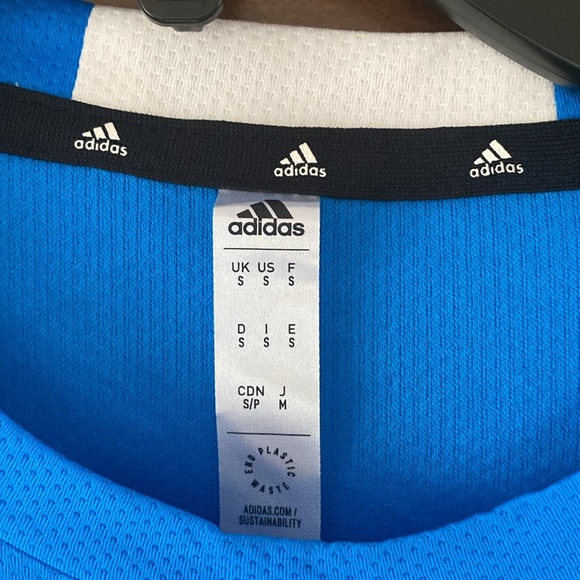 adidas
adidas
adidas
adidas
UK US F
S S S
D I E
S S S
CDN J
S/P M
END PLASTIC WASTE
ADIDAS.COM/
SUSTAINABILITY